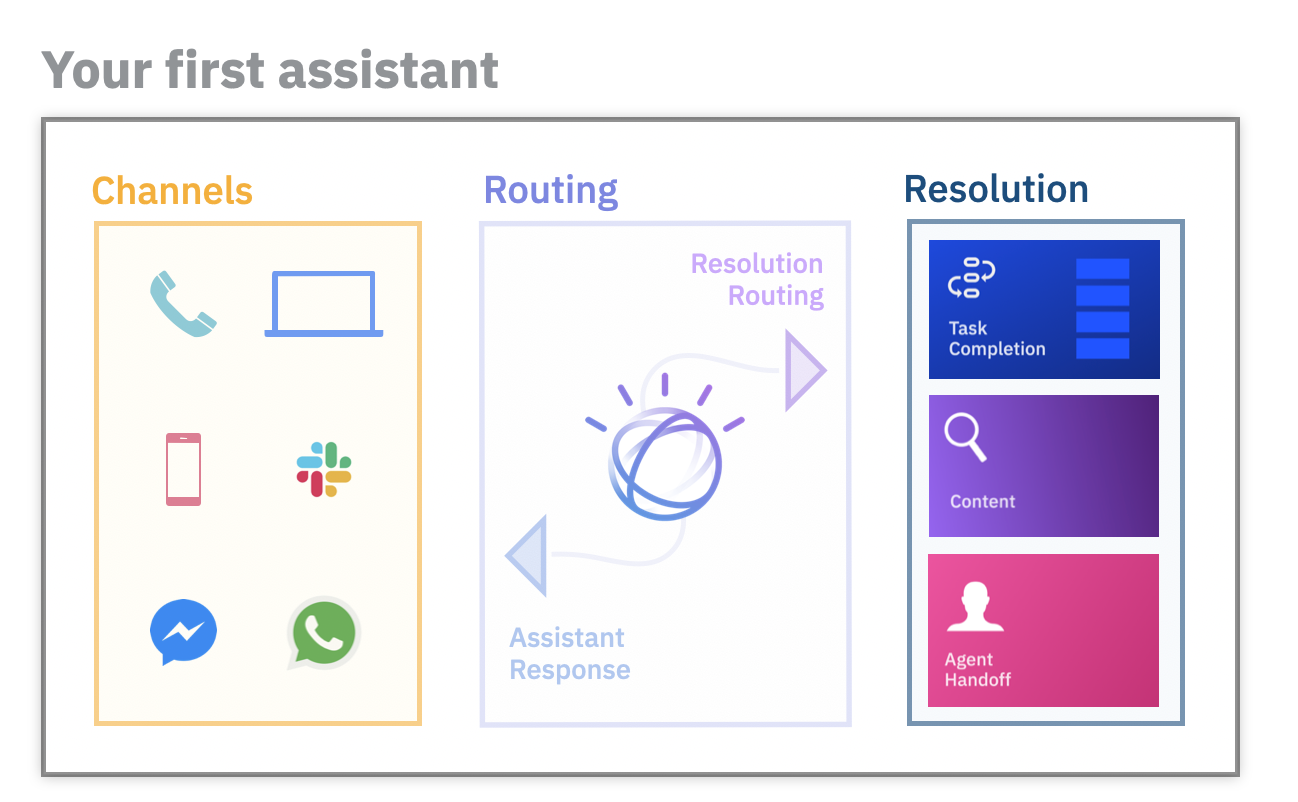 Your first assistant
Channels
Routing
Resolution
Routing
Assistant
Response
Resolution
Task
Completion
Content
Agent
Handoff